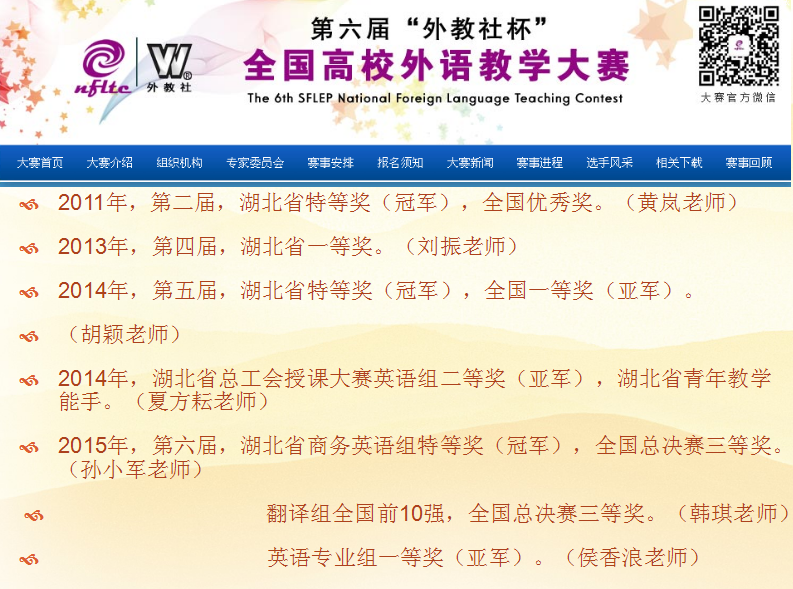 第六届“外教社杯”
全国高校外语教学大赛
The 6th SFLEP National Foreign Language Teaching Contest
nfltc
W®
外教社
大赛官方微信
大赛首页 大赛介绍 组织机构 专家委员会 赛事安排 报名须知 大赛新闻 赛事进程 选手风采 相关下载 赛事回顾
2011年，第二届，湖北省特等奖（冠军），全国优秀奖。（黄岚老师）
2013年，第四届，湖北省一等奖。（刘振老师）
2014年，第五届，湖北省特等奖（冠军），全国一等奖（亚军）。
（胡颖老师）
2014年，湖北省总工会授课大赛英语组二等奖（亚军），湖北省青年教学
能手。（夏方耘老师）
2015年，第六届，湖北省商务英语组特等奖（冠军），全国总决赛三等奖。
（孙小军老师）
翻译组全国前10强，全国总决赛三等奖。（韩琪老师）
英语专业组一等奖（亚军）。（侯香浪老师）